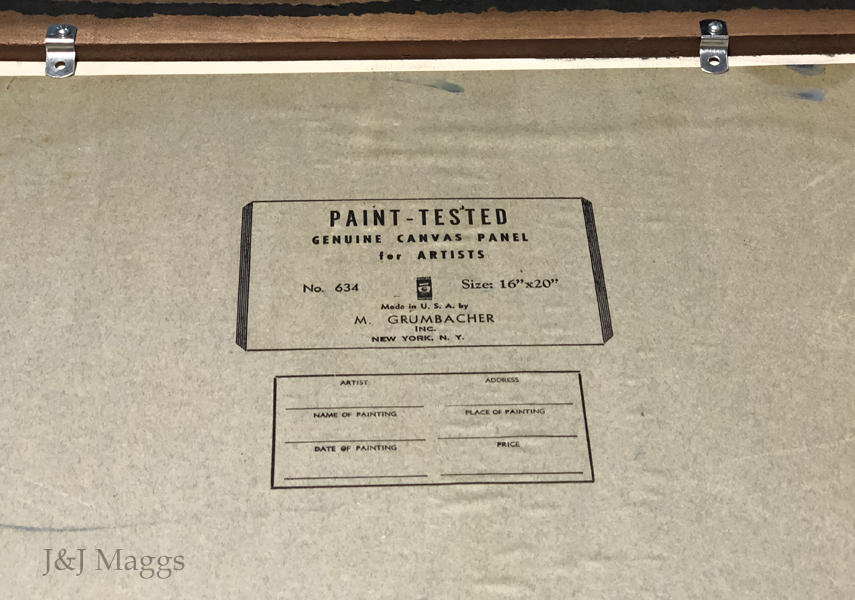 PAINT-TESTED
GENUINE CANVAS PANEL
for ARTISTS
No. 634 Size: 16"x20"
Made in U. S. A. by
M. GRUMBACHER
INC.
NEW YORK, N. Y.
ARTIST ADDRESS
NAME OF PAINTING PLACE OF PAINTING
DATE OF PAINTING PRICE
J&J Maggs